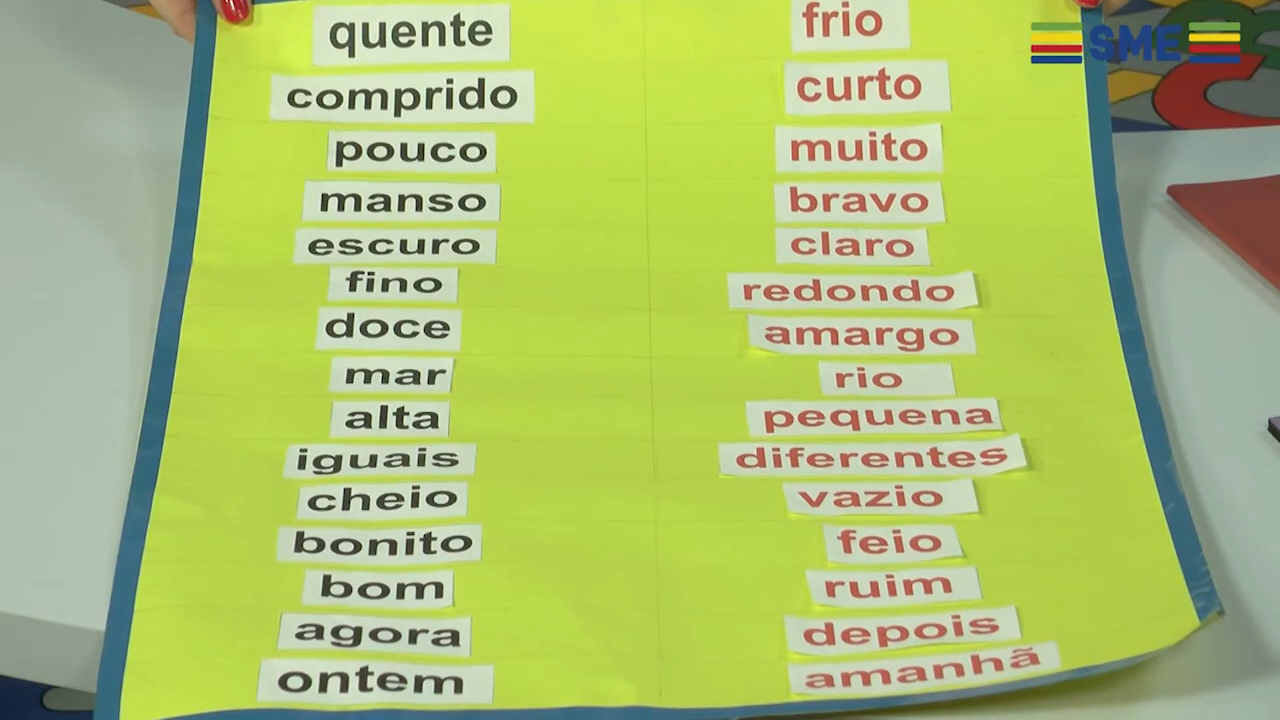 quente frio
comprido curto
pouco muito
manso bravo
escuro claro
fino redondo
doce amargo
mar rio
alta pequena
iguais diferentes
cheio vazio
bonito feio
bom ruim
agora depois
ontem amanhã
SME